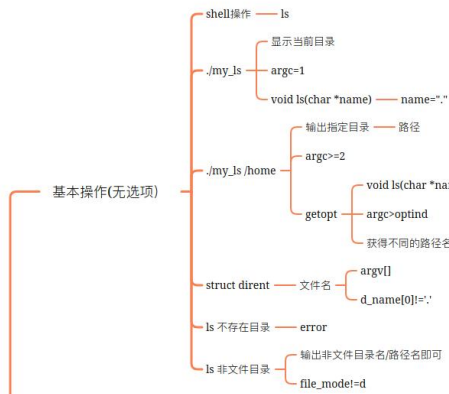 shell操作
ls
./my_ls
显示当前目录
argc=1
void ls(char *name)
name="."
基本操作(无选项)
./my_ls /home
输出指定目录
路径
argc>=2
getopt
void ls(char
argc>optind
获得不同的路径名
struct dirent
文件名
argv[]
d_name[0]!='.'
ls 不存在目录
error
ls 非文件目录
输出非文件目录名/路径名即可
file_mode!=d